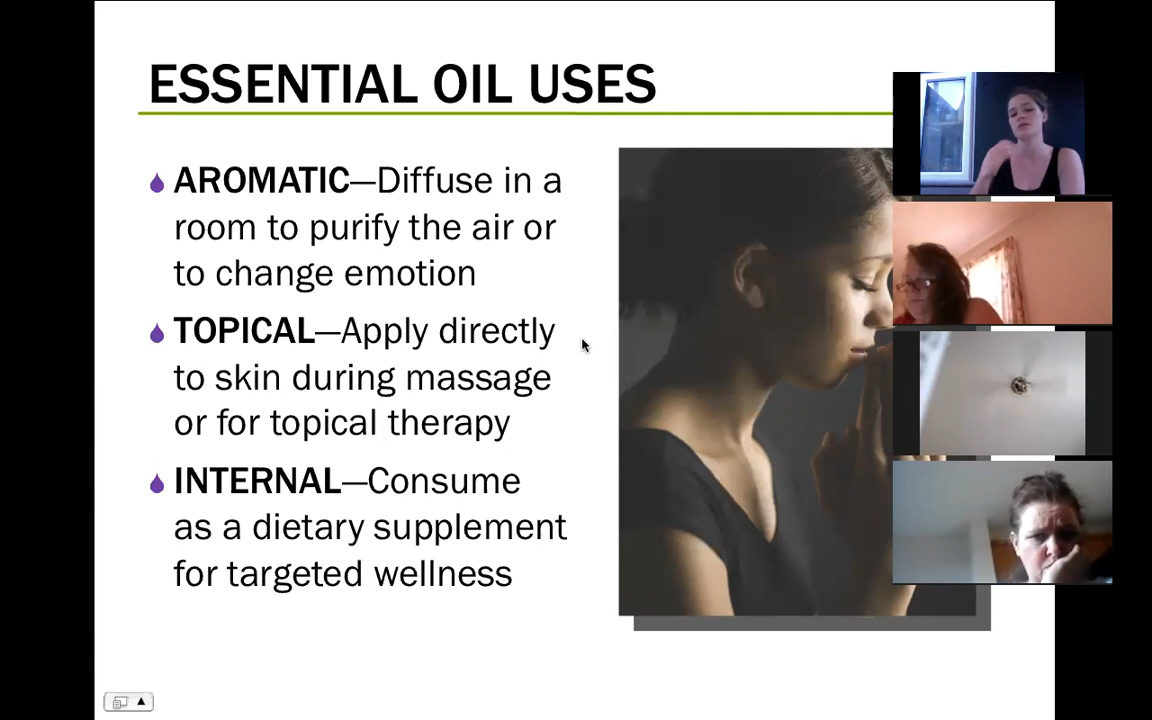 ESSENTIAL OIL USES
AROMATIC—Diffuse in a
room to purify the air or
to change emotion
TOPICAL—Apply directly
to skin during massage
or for topical therapy
INTERNAL—Consume
as a dietary supplement
for targeted wellness